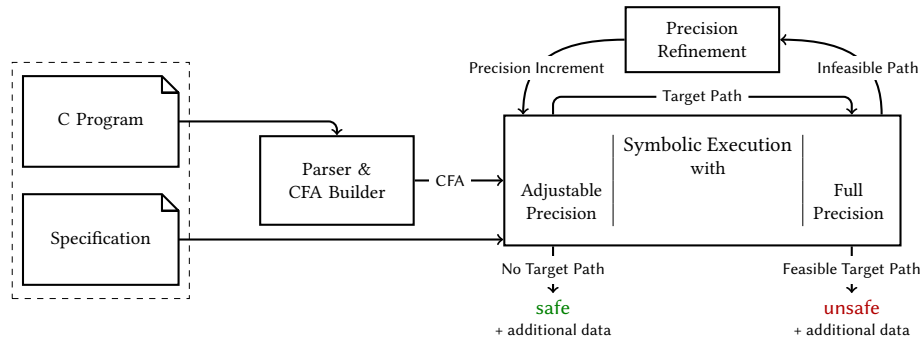 Precision
Refinement
Precision Increment
Infeasible Path
Target Path
C Program
Parser &
CFA Builder
CFA
Symbolic Execution
with
Adjustable
Precision
Full
Precision
Specification
No Target Path
Feasible Target Path
safe
unsafe
+ additional data
+ additional data